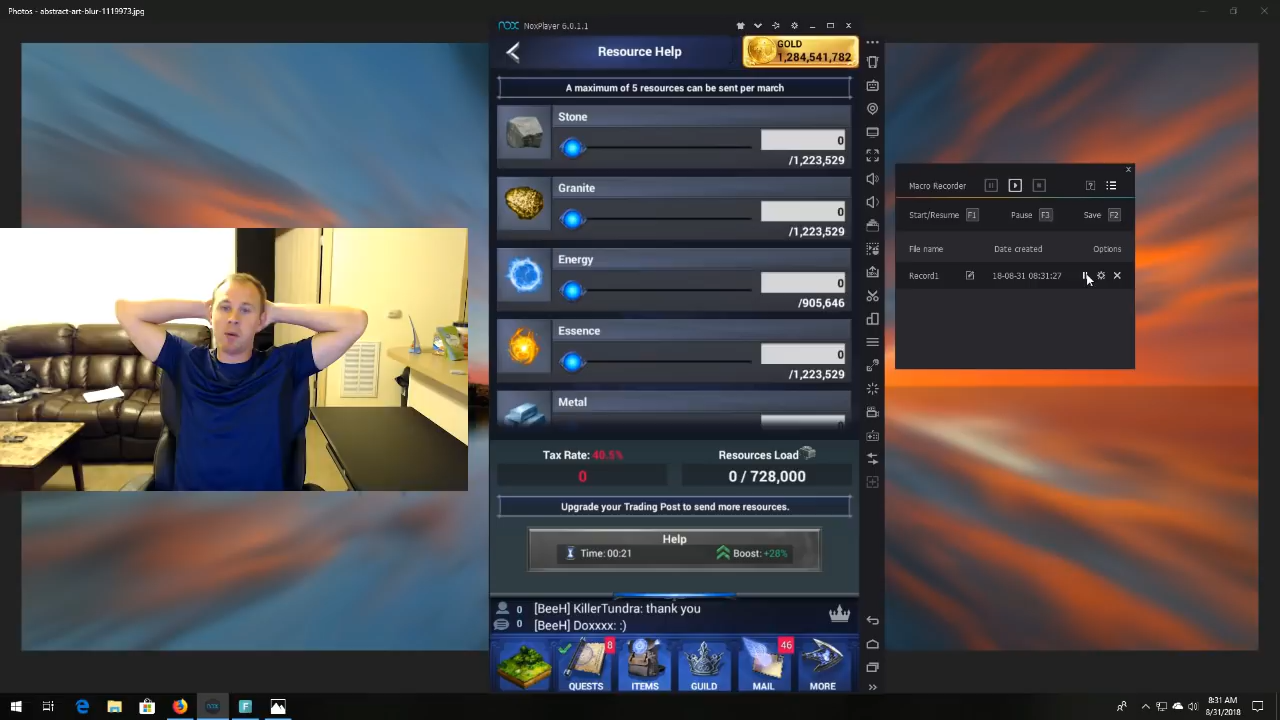 Photos - abstract-art-blur-1119973.jpg
nox NoxPlayer 6.0.1.1
Resource Help
GOLD
1,284,541,782
A maximum of 5 resources can be sent per march
Stone
0
/1,223,529
Granite
0
/1,223,529
Energy
0
/905,646
Essence
0
/1,223,529
Metal
Tax Rate: 40.5%
0
Resources Load
0 / 728,000
Upgrade your Trading Post to send more resources.
Help
Time: 00:21
Boost: +28%
0 [BeeH] KillerTundra: thank you
0 [BeeH] Doxxxx: :)
8
46
QUESTS
ITEMS
GUILD
MAIL
MORE
Macro Recorder
Start/Resume F1
Pause F3
Save F2
File name
Date created
Options
Record1
18-08-31 08:31:27
8:31 AM
8/31/2018